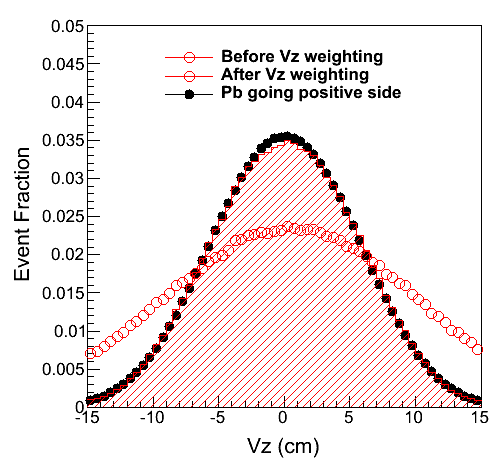 0.05
0.045
0.04
0.035
0.03
0.025
0.02
0.015
0.01
0.005
0
Before Vz weighting
After Vz weighting
Pb going positive side
Event Fraction
-15 -10 -5 0 5 10 15
Vz (cm)